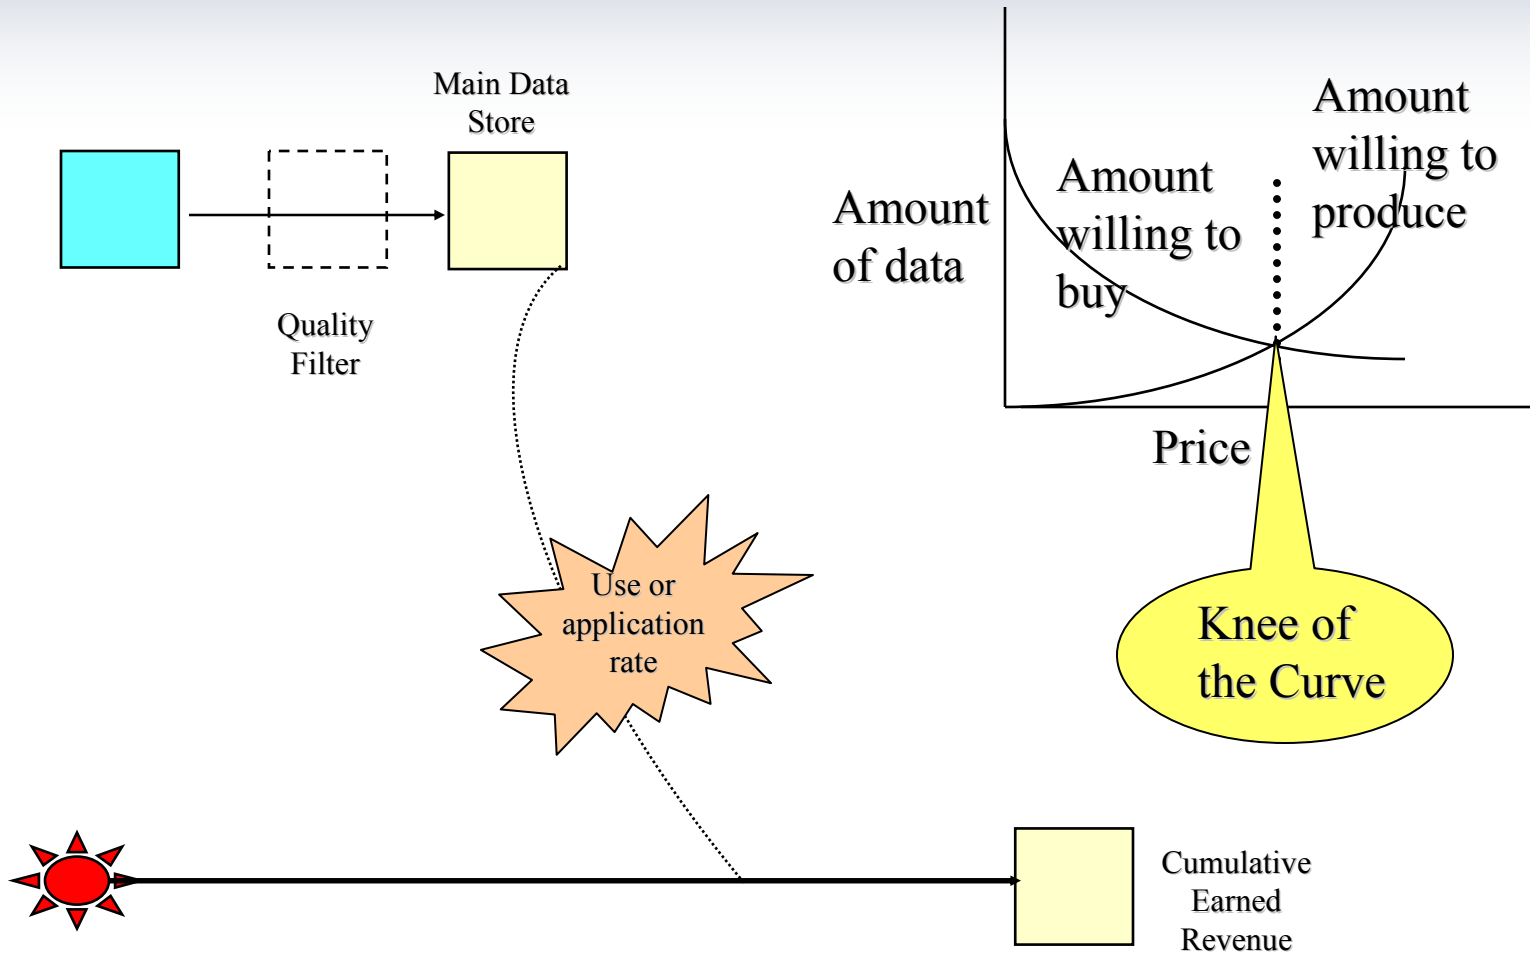 Main Data
Store
Quality
Filter
Use or
application
rate
Cumulative
Earned
Revenue
Amount
of data
Amount
willing to
buy
Amount
willing to
produce
Price
Knee of
the Curve